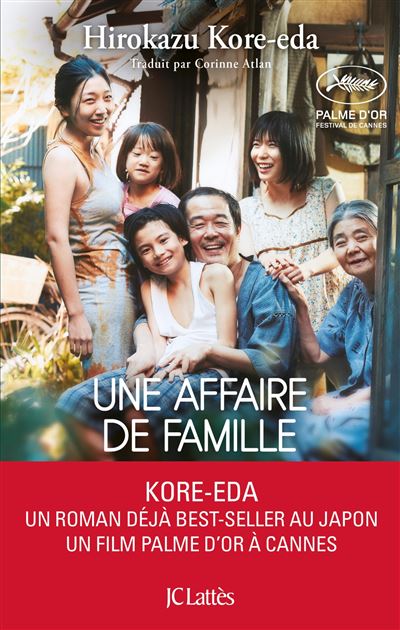 Hirokazu Kore-eda
Traduit par Corinne Atlan
PALME D'OR
FESTIVAL DE CANNES
UNE AFFAIRE
DE FAMILLE
KORE-EDA
UN ROMAN DÉJÀ BEST-SELLER AU JAPON
UN FILM PALME D'OR À CANNES
JC Lattès